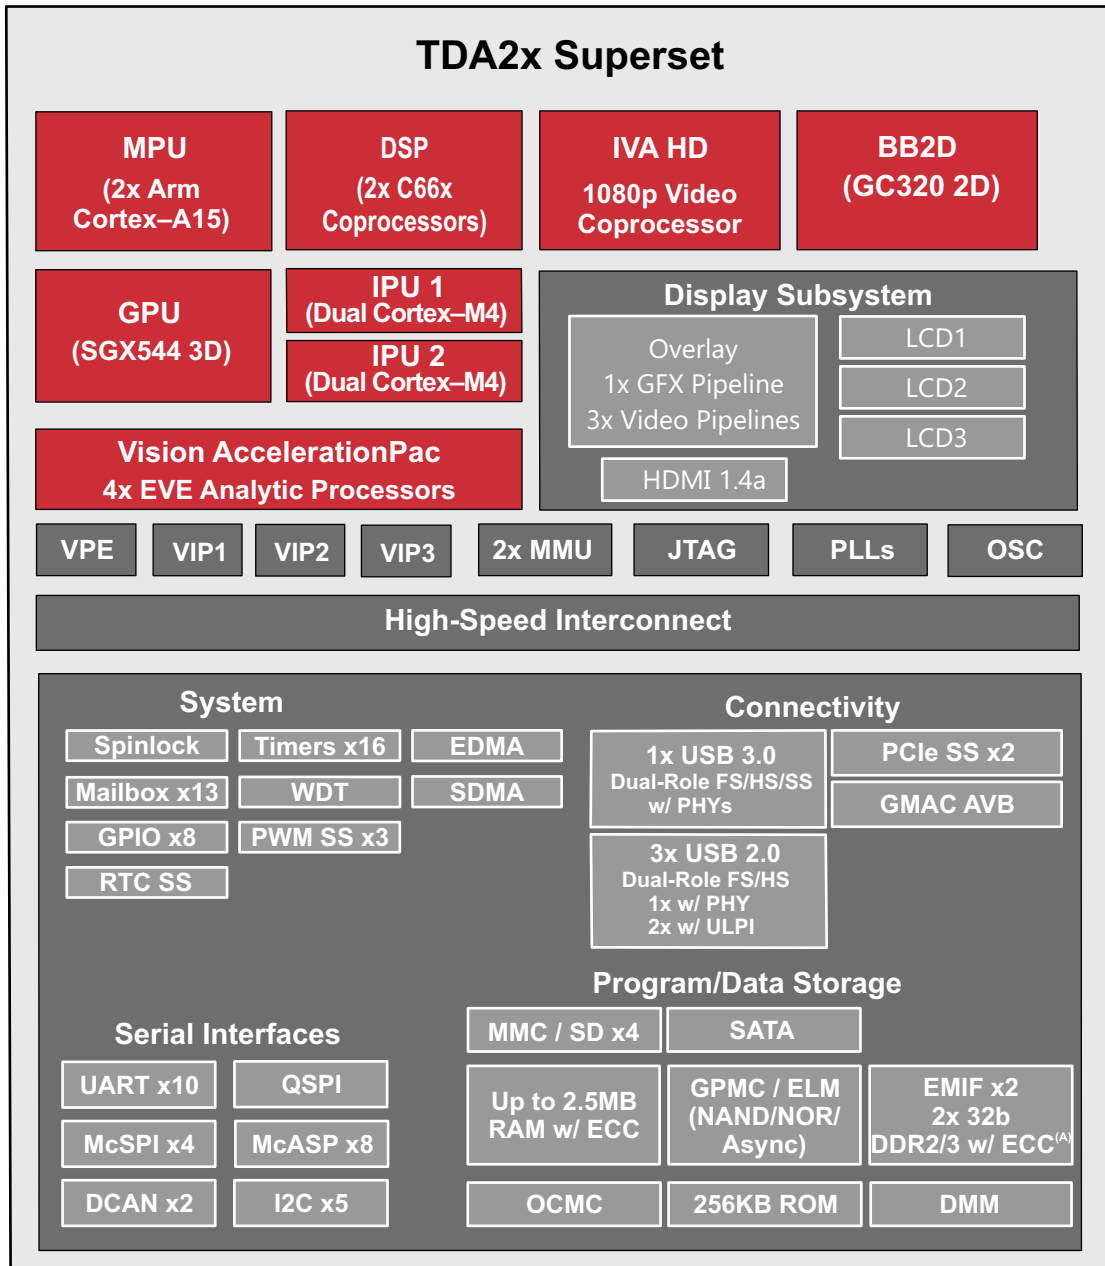 TDA2x Superset
MPU
(2x Arm
Cortex–A15)
DSP
(2x C66x
Coprocessors)
IVA HD
1080p Video
Coprocessor
BB2D
(GC320 2D)
GPU
(SGX544 3D)
IPU 1
(Dual Cortex–M4)
IPU 2
(Dual Cortex–M4)
Display Subsystem
Overlay
1x GFX Pipeline
3x Video Pipelines
LCD1
LCD2
LCD3
HDMI 1.4a
Vision AccelerationPac
4x EVE Analytic Processors
VPE
VIP1
VIP2
VIP3
2x MMU
JTAG
PLLs
OSC
High-Speed Interconnect
System
Spinlock
Timers x16
EDMA
Mailbox x13
WDT
SDMA
GPIO x8
PWM SS x3
RTC SS
Connectivity
1x USB 3.0
Dual-Role FS/HS/SS
w/ PHYs
PCIe SS x2
GMAC AVB
3x USB 2.0
Dual-Role FS/HS
1x w/ PHY
2x w/ ULPI
Serial Interfaces
UART x10
QSPI
McSPI x4
McASP x8
DCAN x2
I2C x5
Program/Data Storage
MMC / SD x4
SATA
Up to 2.5MB
RAM w/ ECC
GPMC / ELM
(NAND/NOR/
Async)
EMIF x2
2x 32b
DDR2/3 w/ ECC(A)
OCMC
256KB ROM
DMM